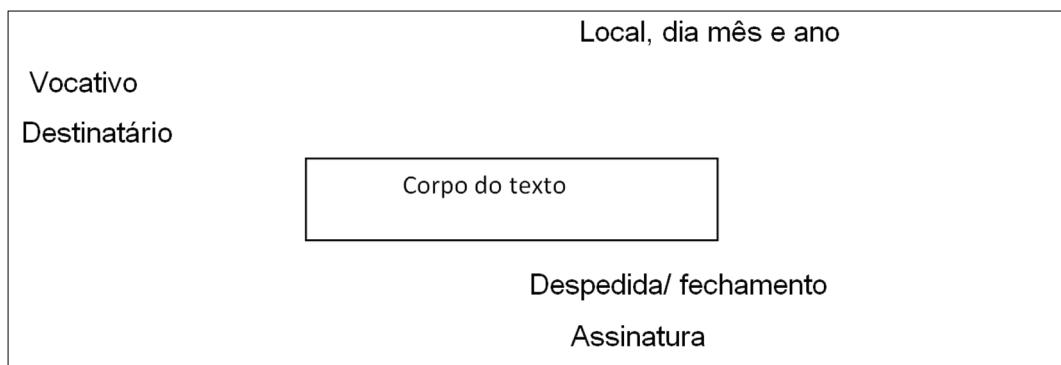 Local, dia mês e ano
Vocativo
Destinatário
Corpo do texto
Despedida/ fechamento
Assinatura